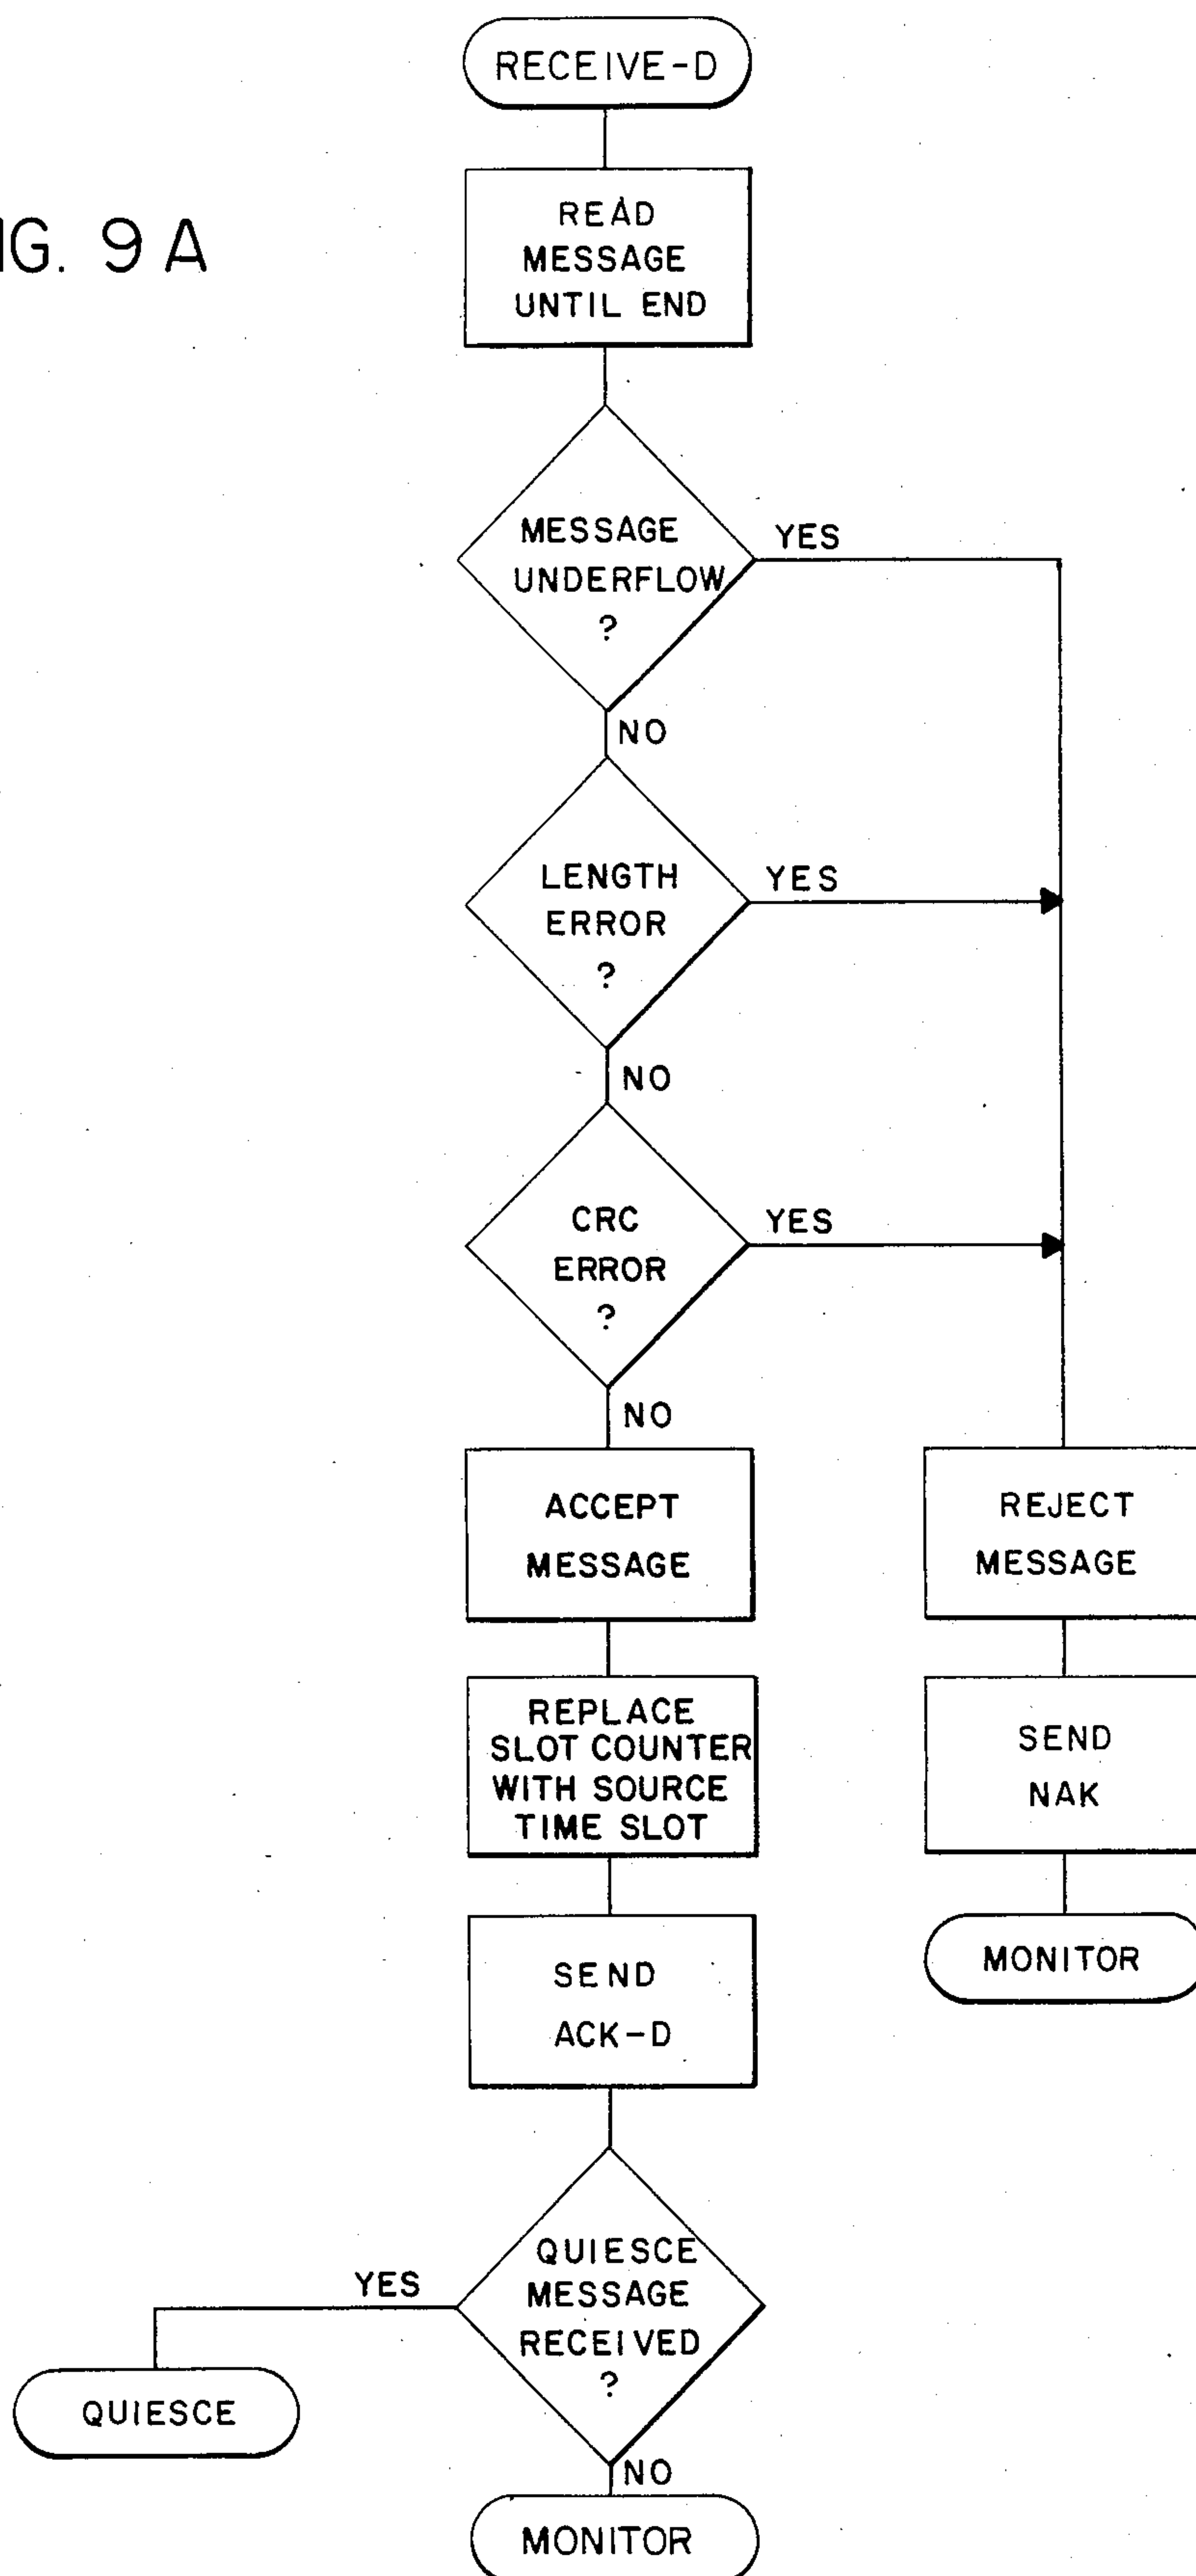 RECEIVE-D
IG. 9A
READ
MESSAGE
UNTIL END
MESSAGE
UNDERFLOW
?
YES
NO
LENGTH
ERROR
?
YES
NO
CRC
ERROR
?
YES
NO
ACCEPT
MESSAGE
REJECT
MESSAGE
REPLACE
SLOT COUNTER
WITH SOURCE
TIME SLOT
SEND
NAK
SEND
ACK-D
MONITOR
QUIESCE
MESSAGE
RECEIVED
?
YES
QUIESCE
NO
MONITOR